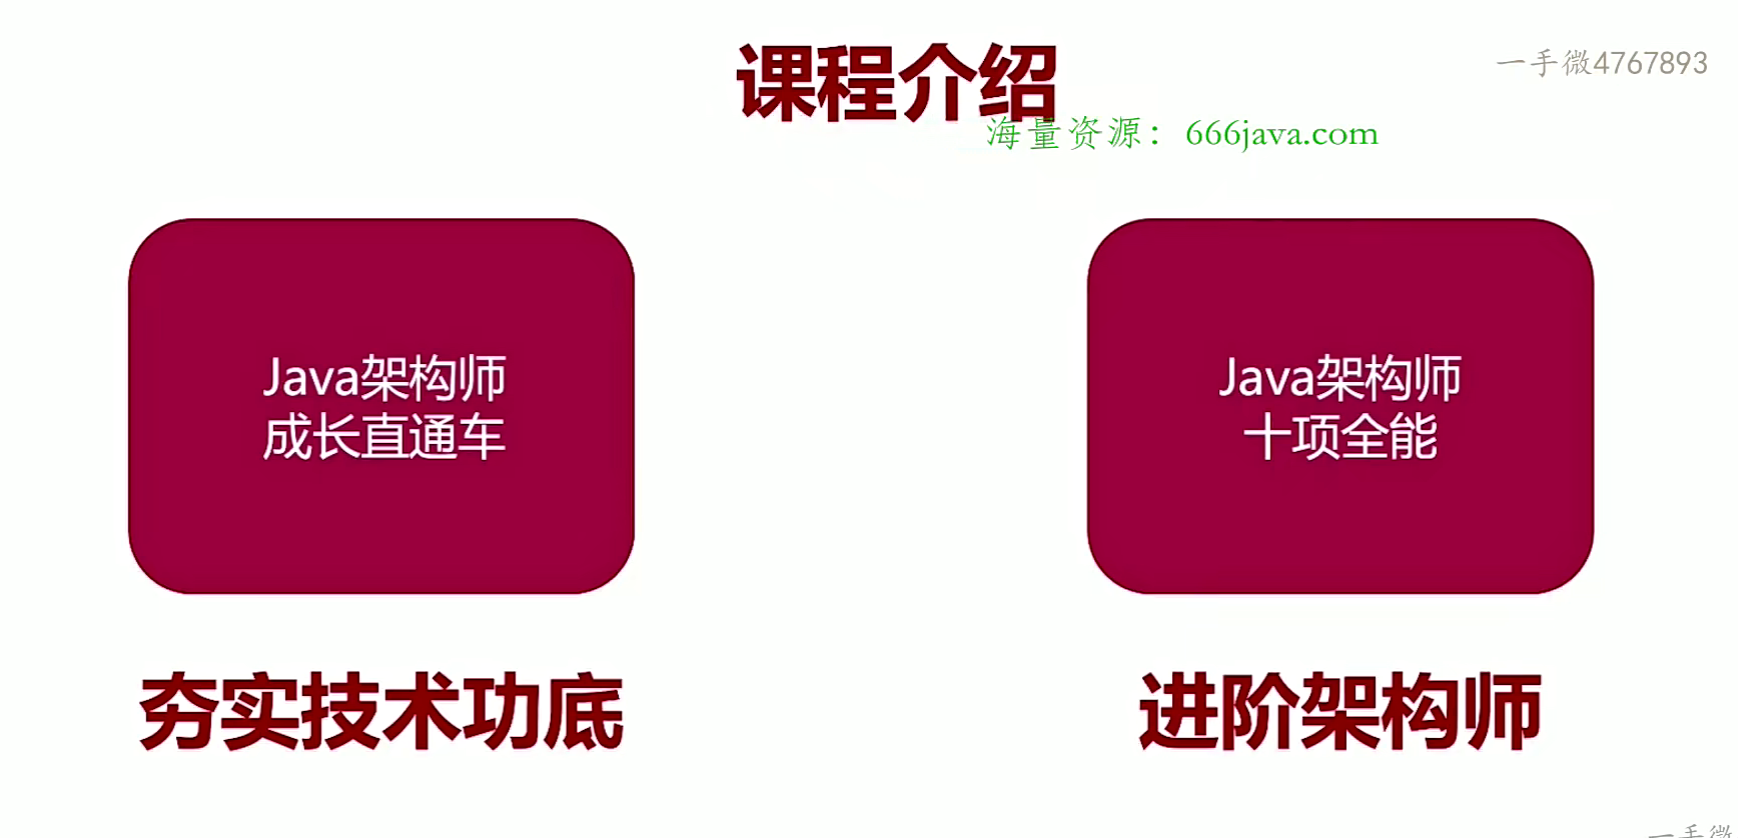 课程介绍
一手微4767893
海量资源：666java.com
Java架构师
成长直通车
Java架构师
十项全能
夯实技术功底
进阶架构师
一手微